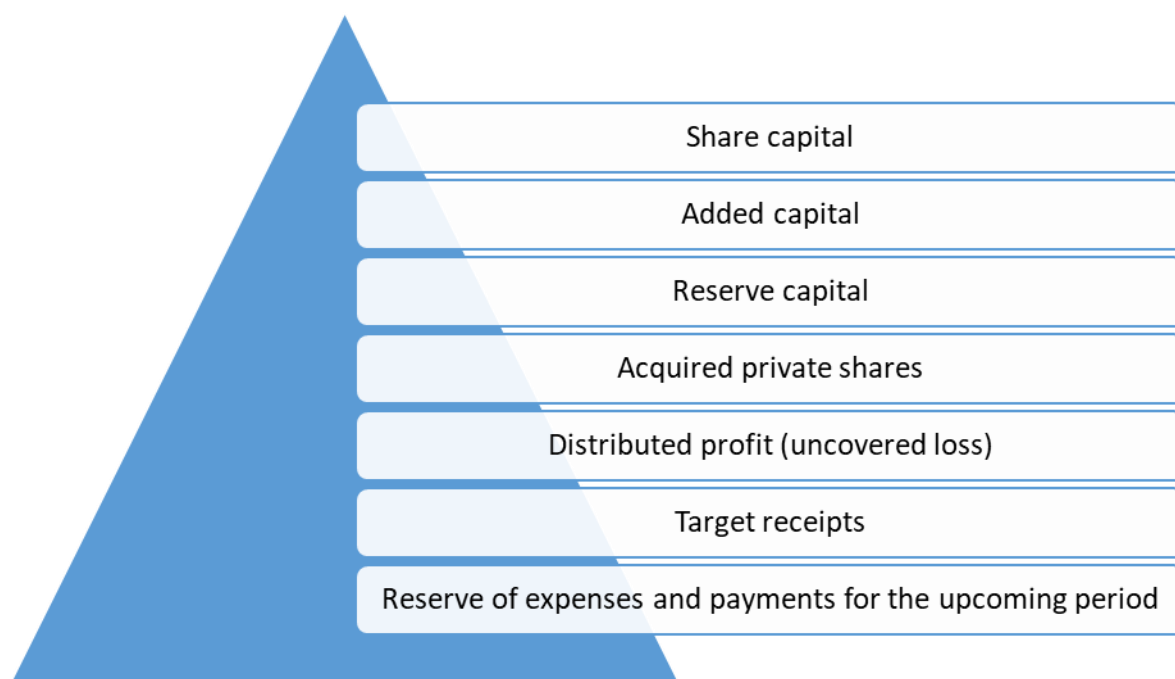 Share capital
Added capital
Reserve capital
Acquired private shares
Distributed profit (uncovered loss)
Target receipts
Reserve of expenses and payments for the upcoming period